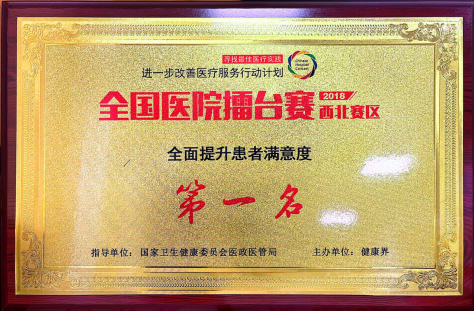 寻找最佳医疗实践
进一步改善医疗服务行动计划
Chinese Hospital Contest
全国医院擂台赛 2018 西北赛区
全面提升患者满意度
第一名
指导单位：国家卫生健康委员会医政医管局 主办单位：健康界